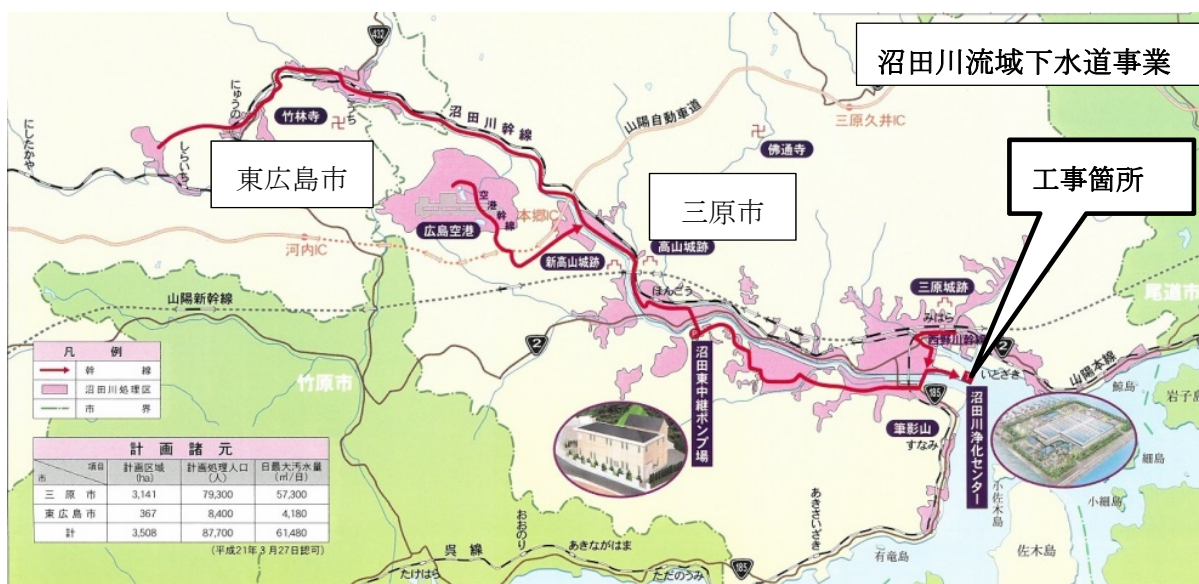 沼田川流域下水道事業
工事箇所
東広島市
三原市
432
にゅうの
竹林寺
こうち
沼田川幹線
山陽自動車道
三原久井IC
佛通寺
にしたかや
しらいち
空港幹線
広島空港
本郷IC
河内IC
新高山城跡
高山城跡
ほんごう
三原城跡
みはら
西野川幹線
尾道市
山陽新幹線
2
2
いとざき
山陽本線
185
鯨島
岩子島
竹原市
沼田東中継ポンプ場
筆影山
すなみ
沼田川浄化センター
細島
小細島
小佐木島
佐木島
有竜島
あきさいざき
凡例
幹線
沼田川処理区
市界
計画諸元
項目 市 計画区域(ha) 計画処理人口(人) 日最大汚水量(㎥/日)
三原市 3,141 79,300 57,300
東広島市 367 8,400 4,180
計 3,508 87,700 61,480
(平成21年3月27日認可)
呉線
おおのり
あきながはま
たけはら
ただのうみ
185